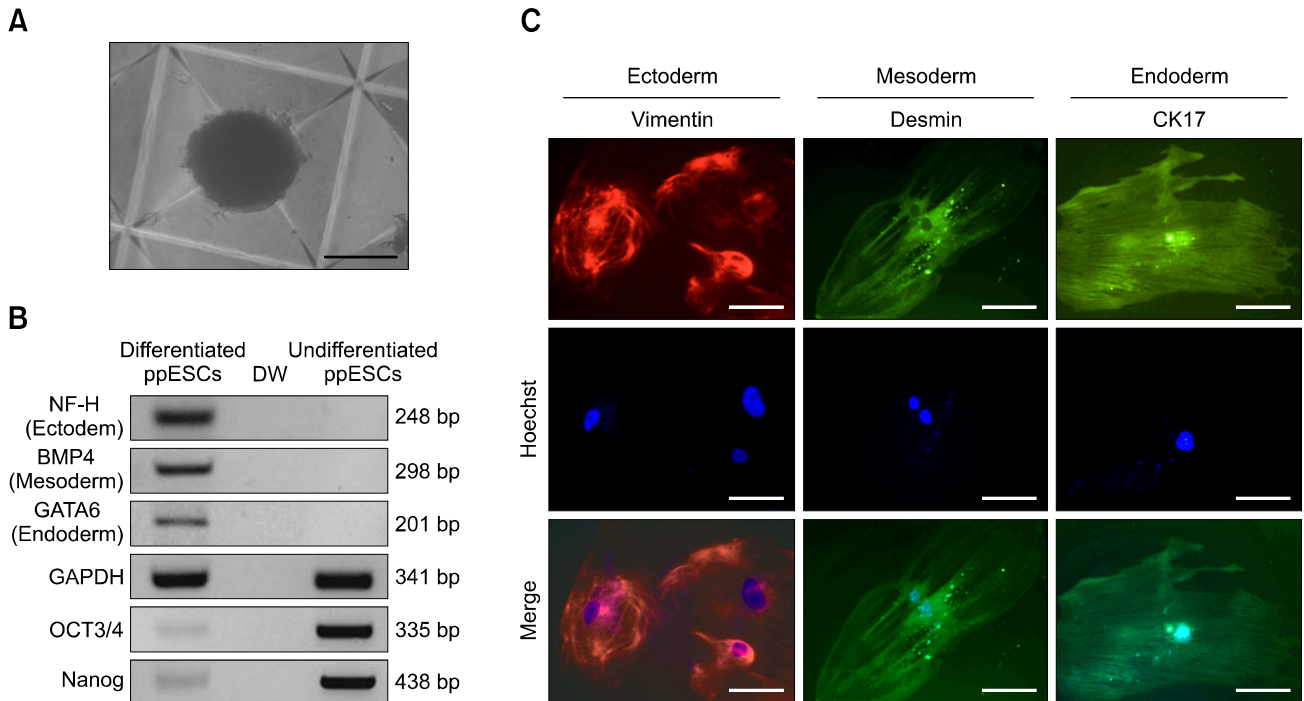 A
B
Differentiated ppESCs
DW
Undifferentiated ppESCs
NF-H
(Ectodem)
248 bp
BMP4
(Mesoderm)
298 bp
GATA6
(Endoderm)
201 bp
GAPDH
341 bp
OCT3/4
335 bp
Nanog
438 bp
C
Ectoderm
Mesoderm
Endoderm
Vimentin
Desmin
CK17
Hoechst
Merge